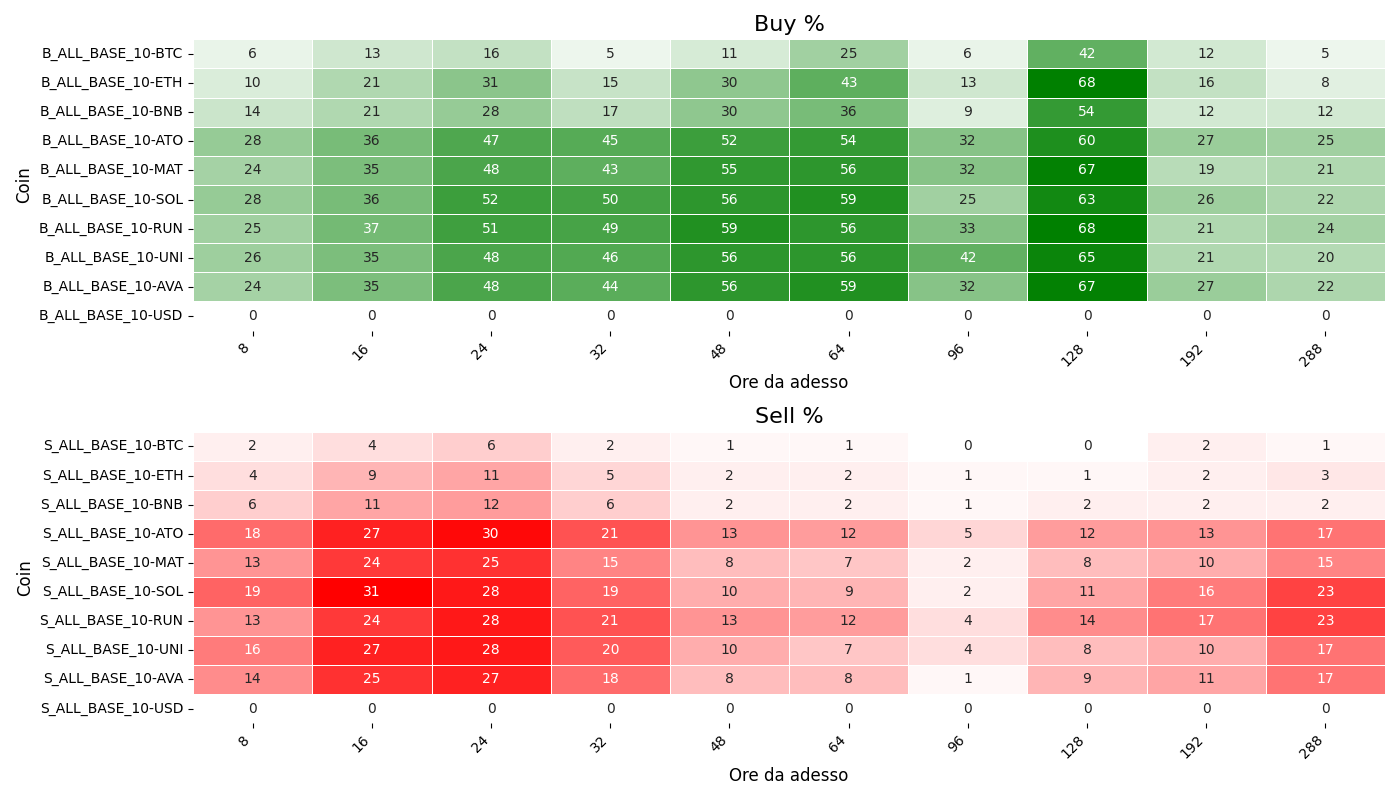 Buy %
Coin
B_ALL_BASE_10-BTC 6 13 16 5 11 25 6 42 12 5
B_ALL_BASE_10-ETH 10 21 31 15 30 43 13 68 16 8
B_ALL_BASE_10-BNB 14 21 28 17 30 36 9 54 12 12
B_ALL_BASE_10-ATO 28 36 47 45 52 54 32 60 27 25
B_ALL_BASE_10-MAT 24 35 48 43 55 56 32 67 19 21
B_ALL_BASE_10-SOL 28 36 52 50 56 59 25 63 26 22
B_ALL_BASE_10-RUN 25 37 51 49 59 56 33 68 21 24
B_ALL_BASE_10-UNI 26 35 48 46 56 56 42 65 21 20
B_ALL_BASE_10-AVA 24 35 48 44 56 59 32 67 27 22
B_ALL_BASE_10-USD 0 0 0 0 0 0 0 0 0 0
8 16 24 32 48 64 96 128 192 288
Ore da adesso
Sell %
Coin
S_ALL_BASE_10-BTC 2 4 6 2 1 1 0 0 2 1
S_ALL_BASE_10-ETH 4 9 11 5 2 2 1 1 2 3
S_ALL_BASE_10-BNB 6 11 12 6 2 2 1 2 2 2
S_ALL_BASE_10-ATO 18 27 30 21 13 12 5 12 13 17
S_ALL_BASE_10-MAT 13 24 25 15 8 7 2 8 10 15
S_ALL_BASE_10-SOL 19 31 28 19 10 9 2 11 16 23
S_ALL_BASE_10-RUN 13 24 28 21 13 12 4 14 17 23
S_ALL_BASE_10-UNI 16 27 28 20 10 7 4 8 10 17
S_ALL_BASE_10-AVA 14 25 27 18 8 8 1 9 11 17
S_ALL_BASE_10-USD 0 0 0 0 0 0 0 0 0 0
8 16 24 32 48 64 96 128 192 288
Ore da adesso